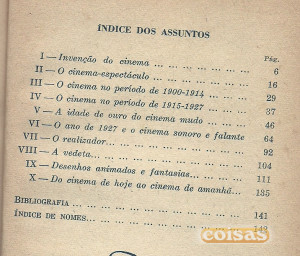 ÍNDICE DOS ASSUNTOS
Pág.
I — Invenção do cinema ... ... ... ... ... ... ... 6
II — O cinema-espectáculo ... ... ... ... ... ... 16
III — O cinema no período de 1900-1914 ... ... ... 29
IV — O cinema no período de 1915-1927 ... ... ... 37
V — A idade de ouro do cinema mudo ... ... ... 46
VI — O ano de 1927 e o cinema sonoro e falante 64
VII — O realizador... ... ... ... ... ... ... ... ... 92
VIII — A vedeta... ... ... ... ... ... ... ... ... ... 104
IX — Desenhos animados e fantasias... ... ... ... 111
X — Do cinema de hoje ao cinema de amanhã... 135
BIBLIOGRAFIA ... ... ... ... ... ... ... ... ... ... 141
ÍNDICE DE NOMES... ... ... ... ... ... ... ... ...
coisas